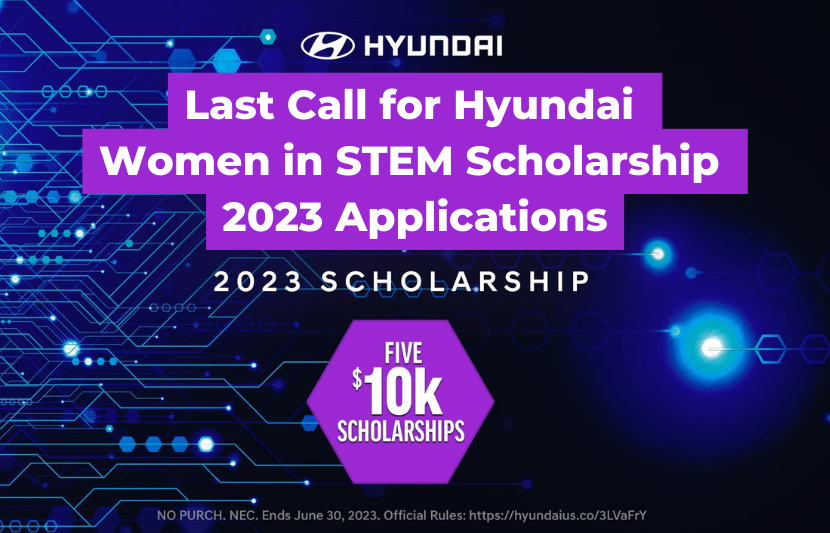 HYUNDAI
Last Call for Hyundai
Women in STEM Scholarship
2023 Applications
2023 SCHOLARSHIP
FIVE
$10k
SCHOLARSHIPS
NO PURCH. NEC. Ends June 30, 2023. Official Rules: https://hyundaius.co/3LVaFrY